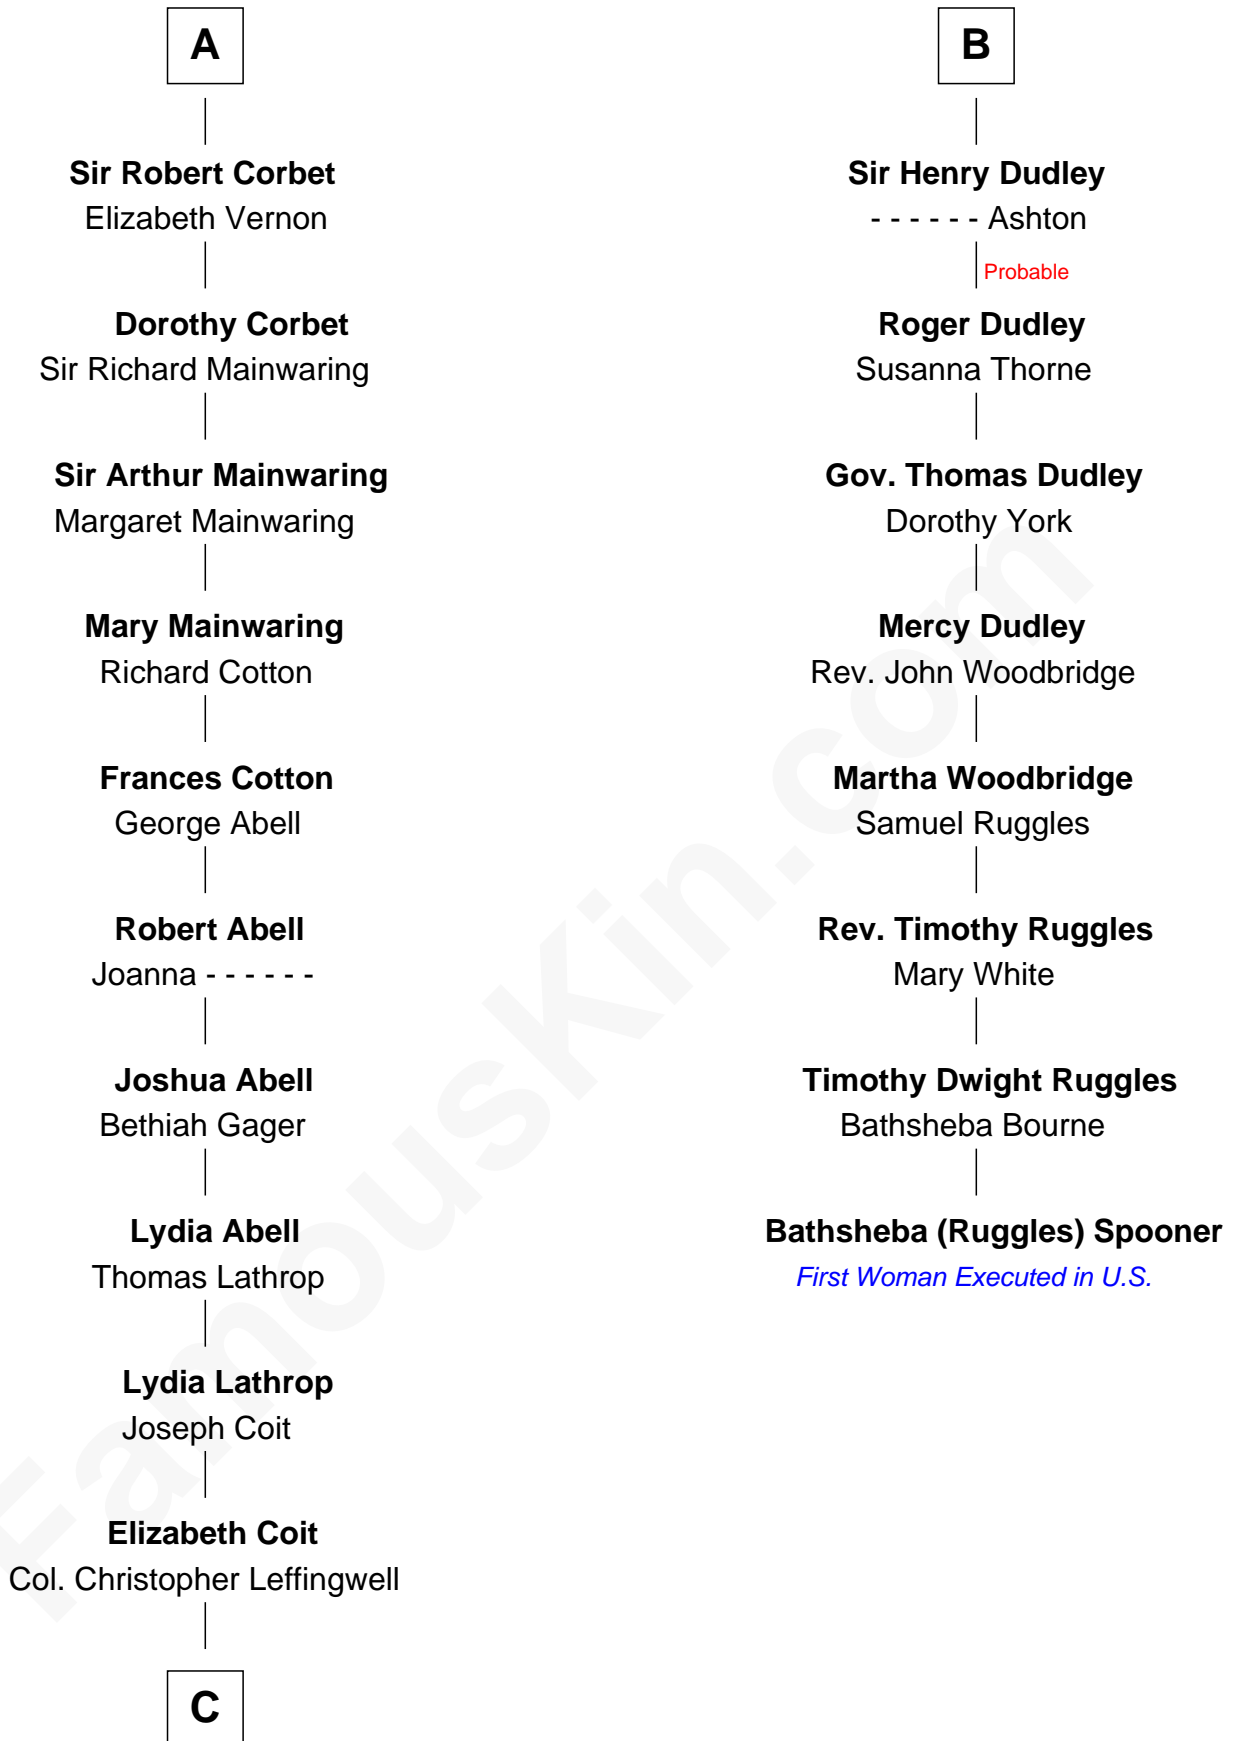 A
Sir Robert Corbet
Elizabeth Vernon
Dorothy Corbet
Sir Richard Mainwaring
Sir Arthur Mainwaring
Margaret Mainwaring
Mary Mainwaring
Richard Cotton
Frances Cotton
George Abell
Robert Abell
Joanna - - - - - -
Joshua Abell
Bethiah Gager
Lydia Abell
Thomas Lathrop
Lydia Lathrop
Joseph Coit
Elizabeth Coit
Col. Christopher Leffingwell
C
B
Sir Henry Dudley
- - - - - - Ashton
Probable
Roger Dudley
Susanna Thorne
Gov. Thomas Dudley
Dorothy York
Mercy Dudley
Rev. John Woodbridge
Martha Woodbridge
Samuel Ruggles
Rev. Timothy Ruggles
Mary White
Timothy Dwight Ruggles
Bathsheba Bourne
Bathsheba (Ruggles) Spooner
First Woman Executed in U.S.
FamousKin.com